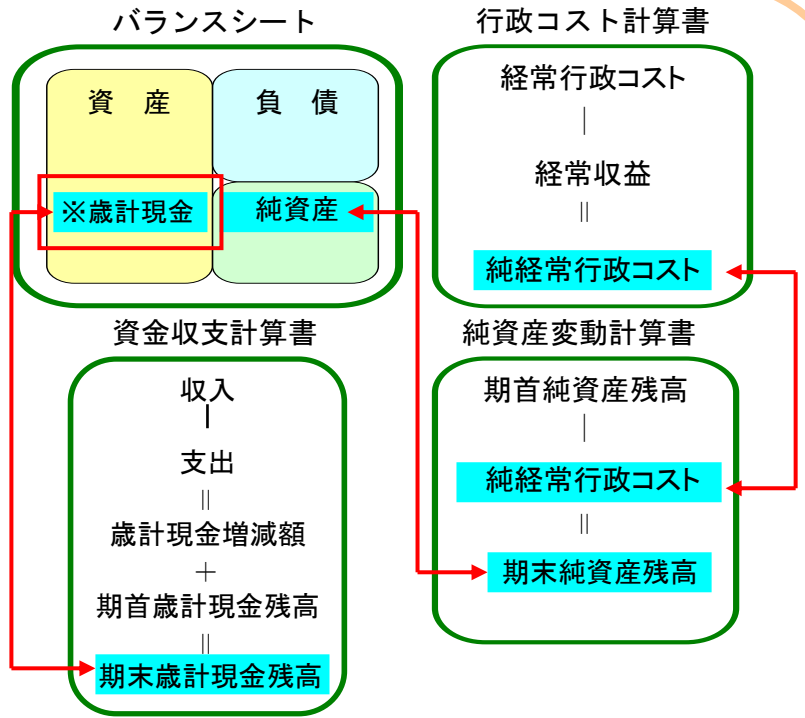 バランスシート
資　産
負　債
※歳計現金
純資産
行政コスト計算書
経常行政コスト
－
経常収益
＝
純経常行政コスト
資金収支計算書
収入
－
支出
＝
歳計現金増減額
＋
期首歳計現金残高
＝
期末歳計現金残高
純資産変動計算書
期首純資産残高
－
純経常行政コスト
＝
期末純資産残高